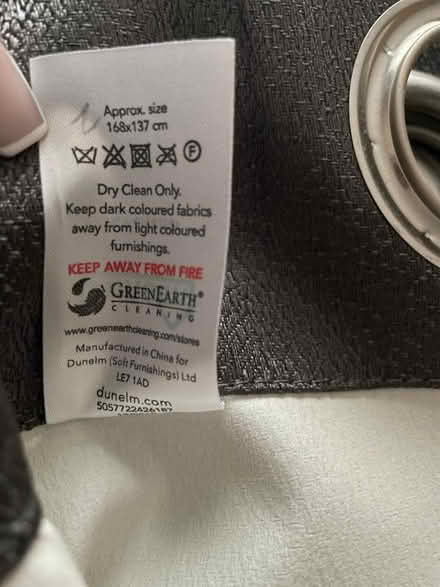 Approx. size
168x137 cm
F
Dry Clean Only.
Keep dark coloured fabrics
away from light coloured
furnishings.
KEEP AWAY FROM FIRE
GREENEARTH®
CLEANING
www.greenearthcleaning.com/stores
Manufactured in China for
Dunelm (Soft Furnishings) Ltd
LE7 1AD
dunelm.com